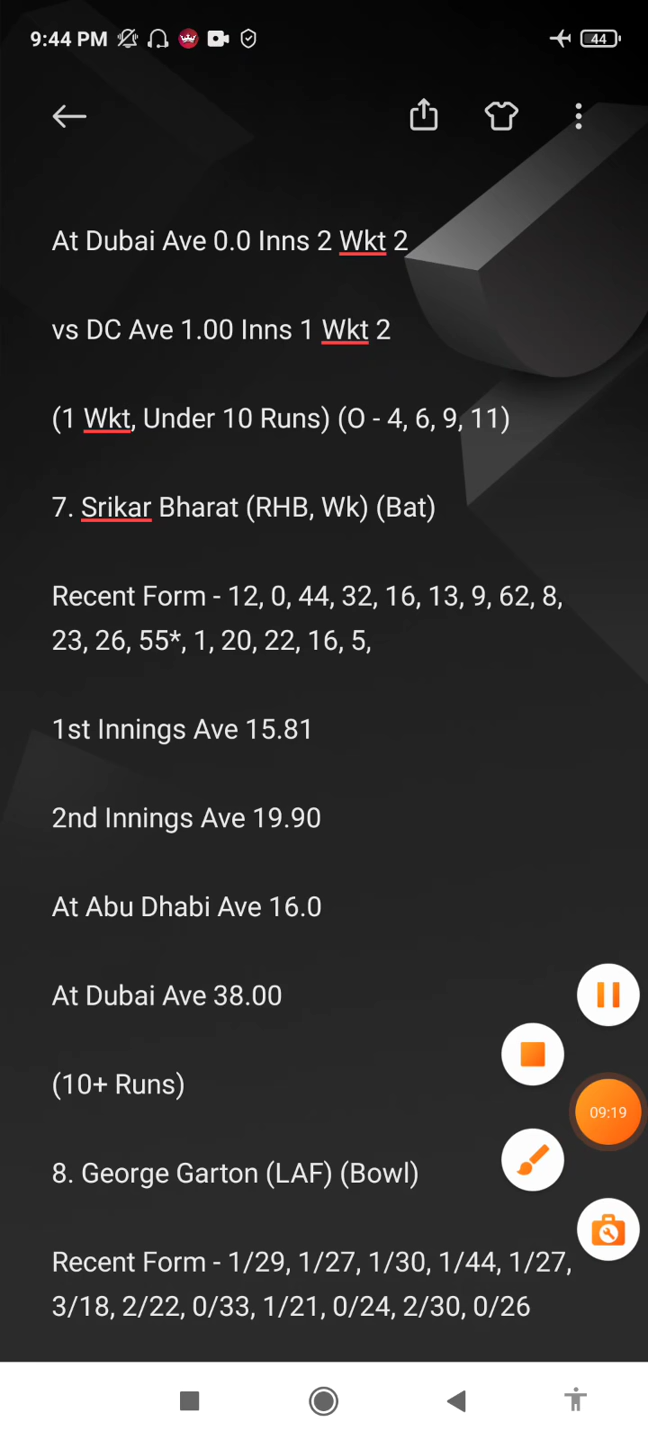 9:44 PM
44
At Dubai Ave 0.0 Inns 2 Wkt 2
vs DC Ave 1.00 Inns 1 Wkt 2
(1 Wkt, Under 10 Runs) (O - 4, 6, 9, 11)
7. Srikar Bharat (RHB, Wk) (Bat)
Recent Form - 12, 0, 44, 32, 16, 13, 9, 62, 8,
23, 26, 55*, 1, 20, 22, 16, 5,
1st Innings Ave 15.81
2nd Innings Ave 19.90
At Abu Dhabi Ave 16.0
At Dubai Ave 38.00
(10+ Runs)
09:19
8. George Garton (LAF) (Bowl)
Recent Form - 1/29, 1/27, 1/30, 1/44, 1/27,
3/18, 2/22, 0/33, 1/21, 0/24, 2/30, 0/26